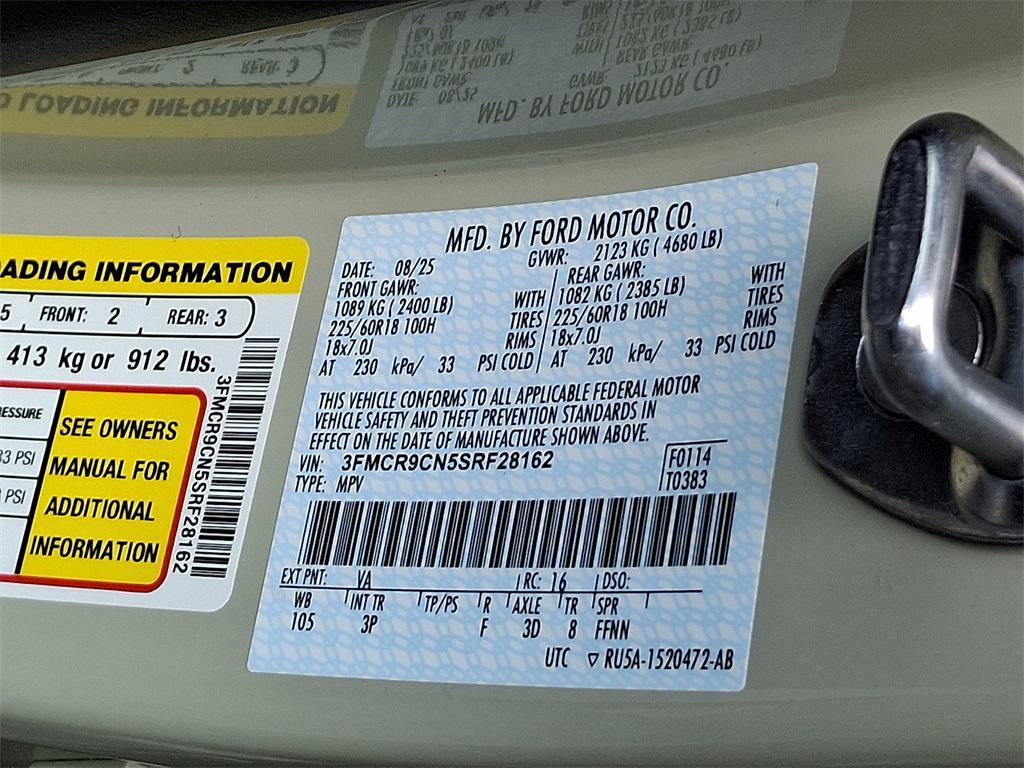 ADING INFORMATION
5 FRONT: 2 REAR: 3
413 kg or 912 lbs.
ESSURE
33 PSI
PSI
SEE OWNERS
MANUAL FOR
ADDITIONAL
INFORMATION
3FMCR9CN5SRF28162
MFD. BY FORD MOTOR CO.
DATE: 08/25 GVWR: 2123 KG ( 4680 LB)
FRONT GAWR: REAR GAWR:
1089 KG ( 2400 LB) WITH 1082 KG ( 2385 LB) WITH
225/60R18 100H TIRES 225/60R18 100H TIRES
18x7.0J RIMS 18x7.0J RIMS
AT 230 kPa/ 33 PSI COLD AT 230 kPa/ 33 PSI COLD
THIS VEHICLE CONFORMS TO ALL APPLICABLE FEDERAL MOTOR
VEHICLE SAFETY AND THEFT PREVENTION STANDARDS IN
EFFECT ON THE DATE OF MANUFACTURE SHOWN ABOVE.
VIN: 3FMCR9CN5SRF28162 F0114
TYPE: MPV T0383
EXT PNT: VA RC: 16 DSO:
WB INT TR TP/PS R AXLE TR SPR
105 3P F 3D 8 FFNN
UTC ▽ RU5A-1520472-AB